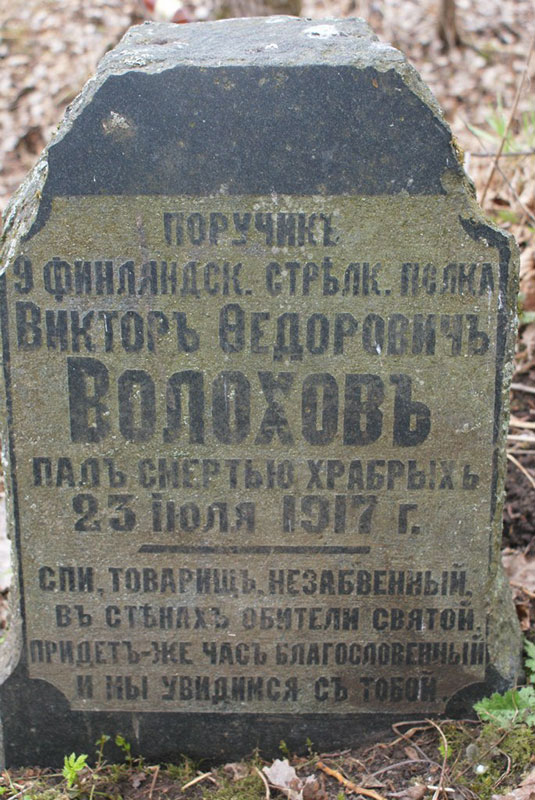 ПОРУЧИКЪ
9 ФИНЛЯНДСК. СТРѢЛК. ПОЛКА
ВИКТОРЪ ѲЕДОРОВИЧЪ
ВОЛОХОВЪ
ПАЛЪ СМЕРТЬЮ ХРАБРЫХЪ
23 ІЮЛЯ 1917 Г.
СПИ, ТОВАРИЩЪ, НЕЗАБВЕННЫЙ,
ВЪ СТѢНАХЪ ОБИТЕЛИ СВЯТОЙ,
ПРИДЕТЪ-ЖЕ ЧАСЪ БЛАГОСЛОВЕННЫЙ
И МЫ УВИДИМСЯ СЪ ТОБОЙ.